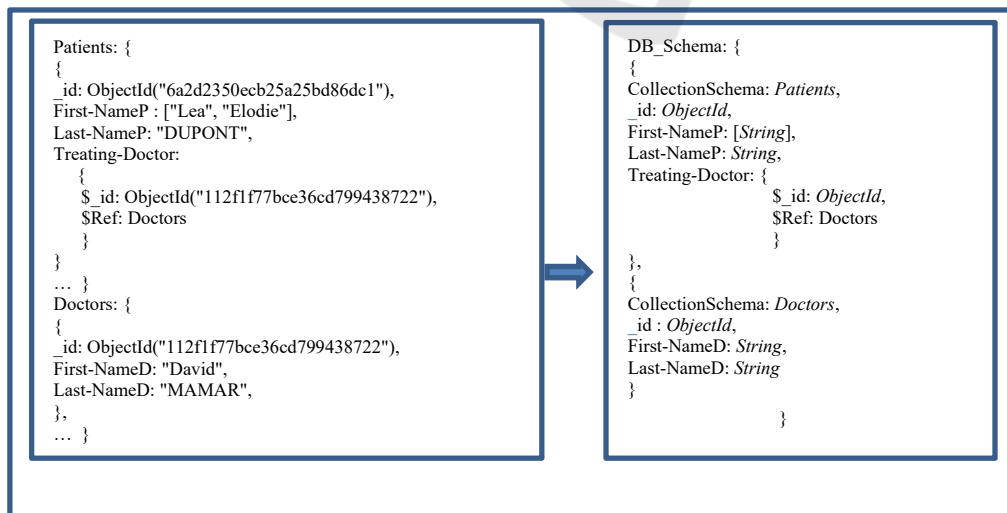 Patients: {
{
_id: ObjectId("6a2d2350ecb25a25bd86dc1"),
First-NameP : ["Lea", "Elodie"],
Last-NameP: "DUPONT",
Treating-Doctor:
{
$_id: ObjectId("112f1f77bce36cd799438722"),
$Ref: Doctors
}
}
… }
Doctors: {
{
_id: ObjectId("112f1f77bce36cd799438722"),
First-NameD: "David",
Last-NameD: "MAMAR",
},
… }
DB_Schema: {
{
CollectionSchema: Patients,
_id: ObjectId,
First-NameP: [String],
Last-NameP: String,
Treating-Doctor: {
$_id: ObjectId,
$Ref: Doctors
}
},
{
CollectionSchema: Doctors,
_id : ObjectId,
First-NameD: String,
Last-NameD: String
}
}